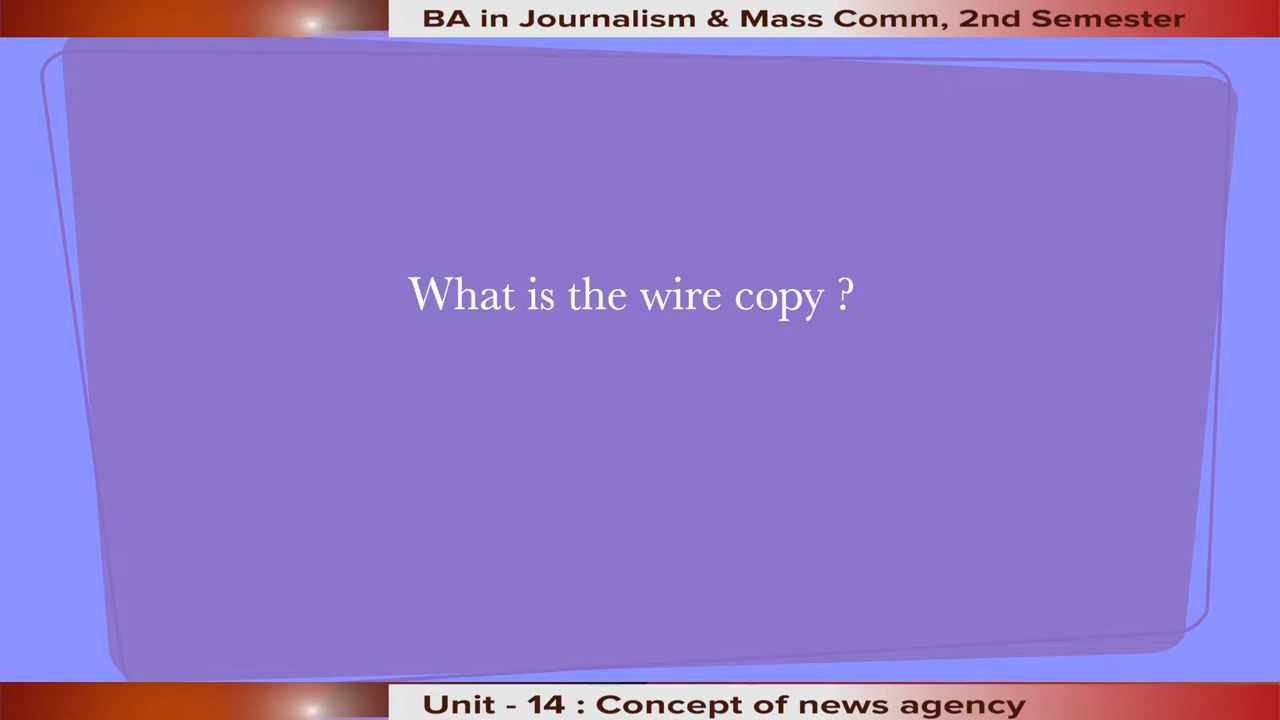 BA in Journalism & Mass Comm, 2nd Semester
What is the wire copy ?
Unit - 14 : Concept of news agency